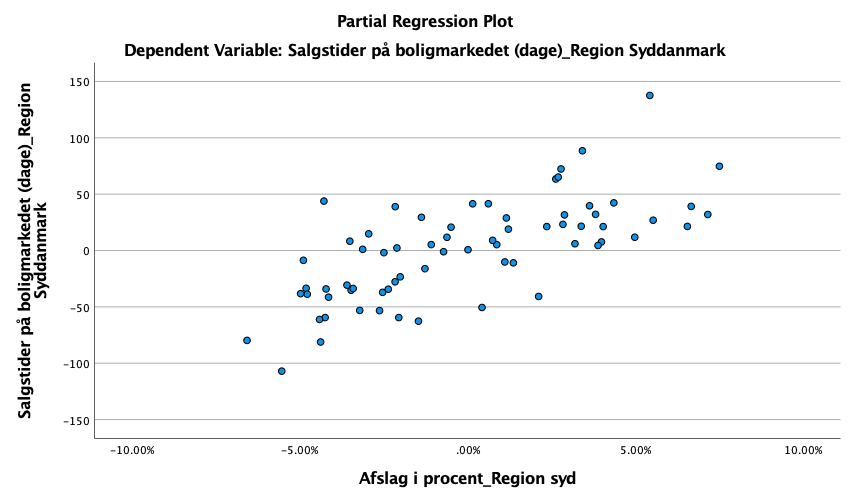 Partial Regression Plot
Dependent Variable: Salgstider på boligmarkedet (dage)_Region Syddanmark
Salgstider på boligmarkedet (dage)_Region
Syddanmark
150
100
50
0
-50
-100
-150
-10.00%
-5.00%
.00%
5.00%
10.00%
Afslag i procent_Region syd